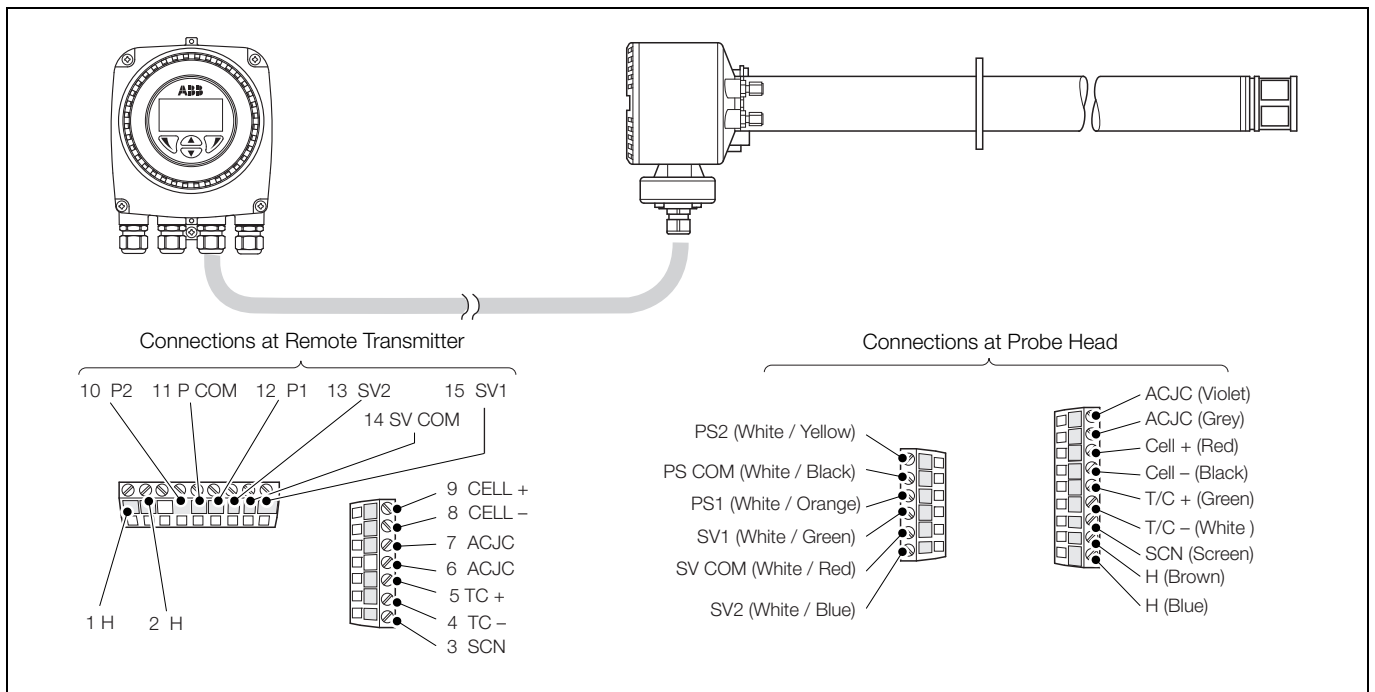 ABB
Connections at Remote Transmitter
10 P2
11 P COM
12 P1
13 SV2
15 SV1
14 SV COM
9 CELL +
8 CELL –
7 ACJC
6 ACJC
5 TC +
4 TC –
3 SCN
1 H
2 H
Connections at Probe Head
PS2 (White / Yellow)
PS COM (White / Black)
PS1 (White / Orange)
SV1 (White / Green)
SV COM (White / Red)
SV2 (White / Blue)
ACJC (Violet)
ACJC (Grey)
Cell + (Red)
Cell – (Black)
T/C + (Green)
T/C – (White )
SCN (Screen)
H (Brown)
H (Blue)